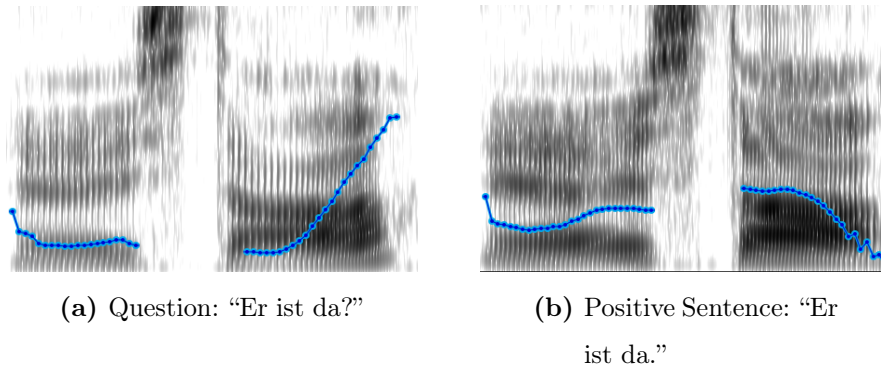 (a) Question: “Er ist da?”
(b) Positive Sentence: “Er
ist da.”